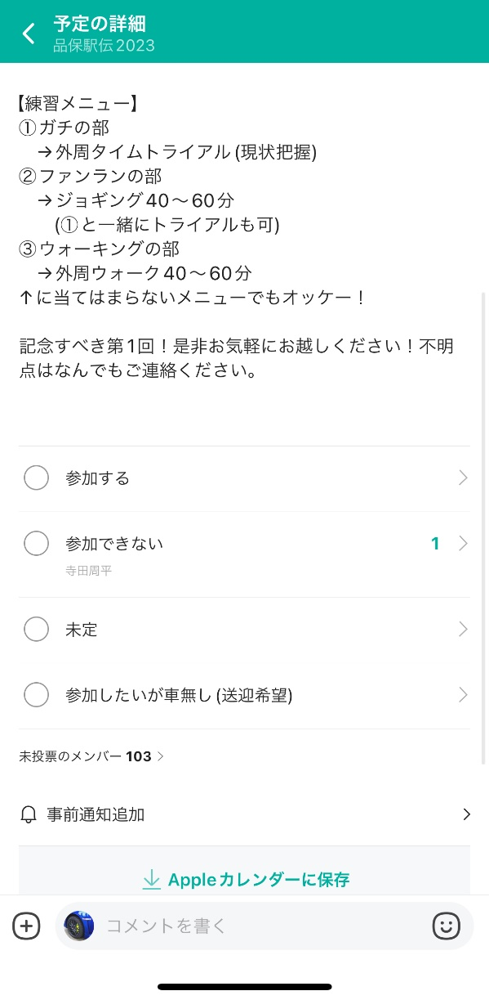 予定の詳細
品保駅伝2023
【練習メニュー】
①ガチの部
→外周タイムトライアル(現状把握)
②ファンランの部
→ジョギング40〜60分
(①と一緒にトライアルも可)
③ウォーキングの部
→外周ウォーク40〜60分
↑に当てはまらないメニューでもオッケー！
記念すべき第1回！是非お気軽にお越しください！不明
点はなんでもご連絡ください。
参加する
参加できない 1
寺田周平
未定
参加したいが車無し(送迎希望)
未投票のメンバー 103
事前通知追加
Appleカレンダーに保存
コメントを書く